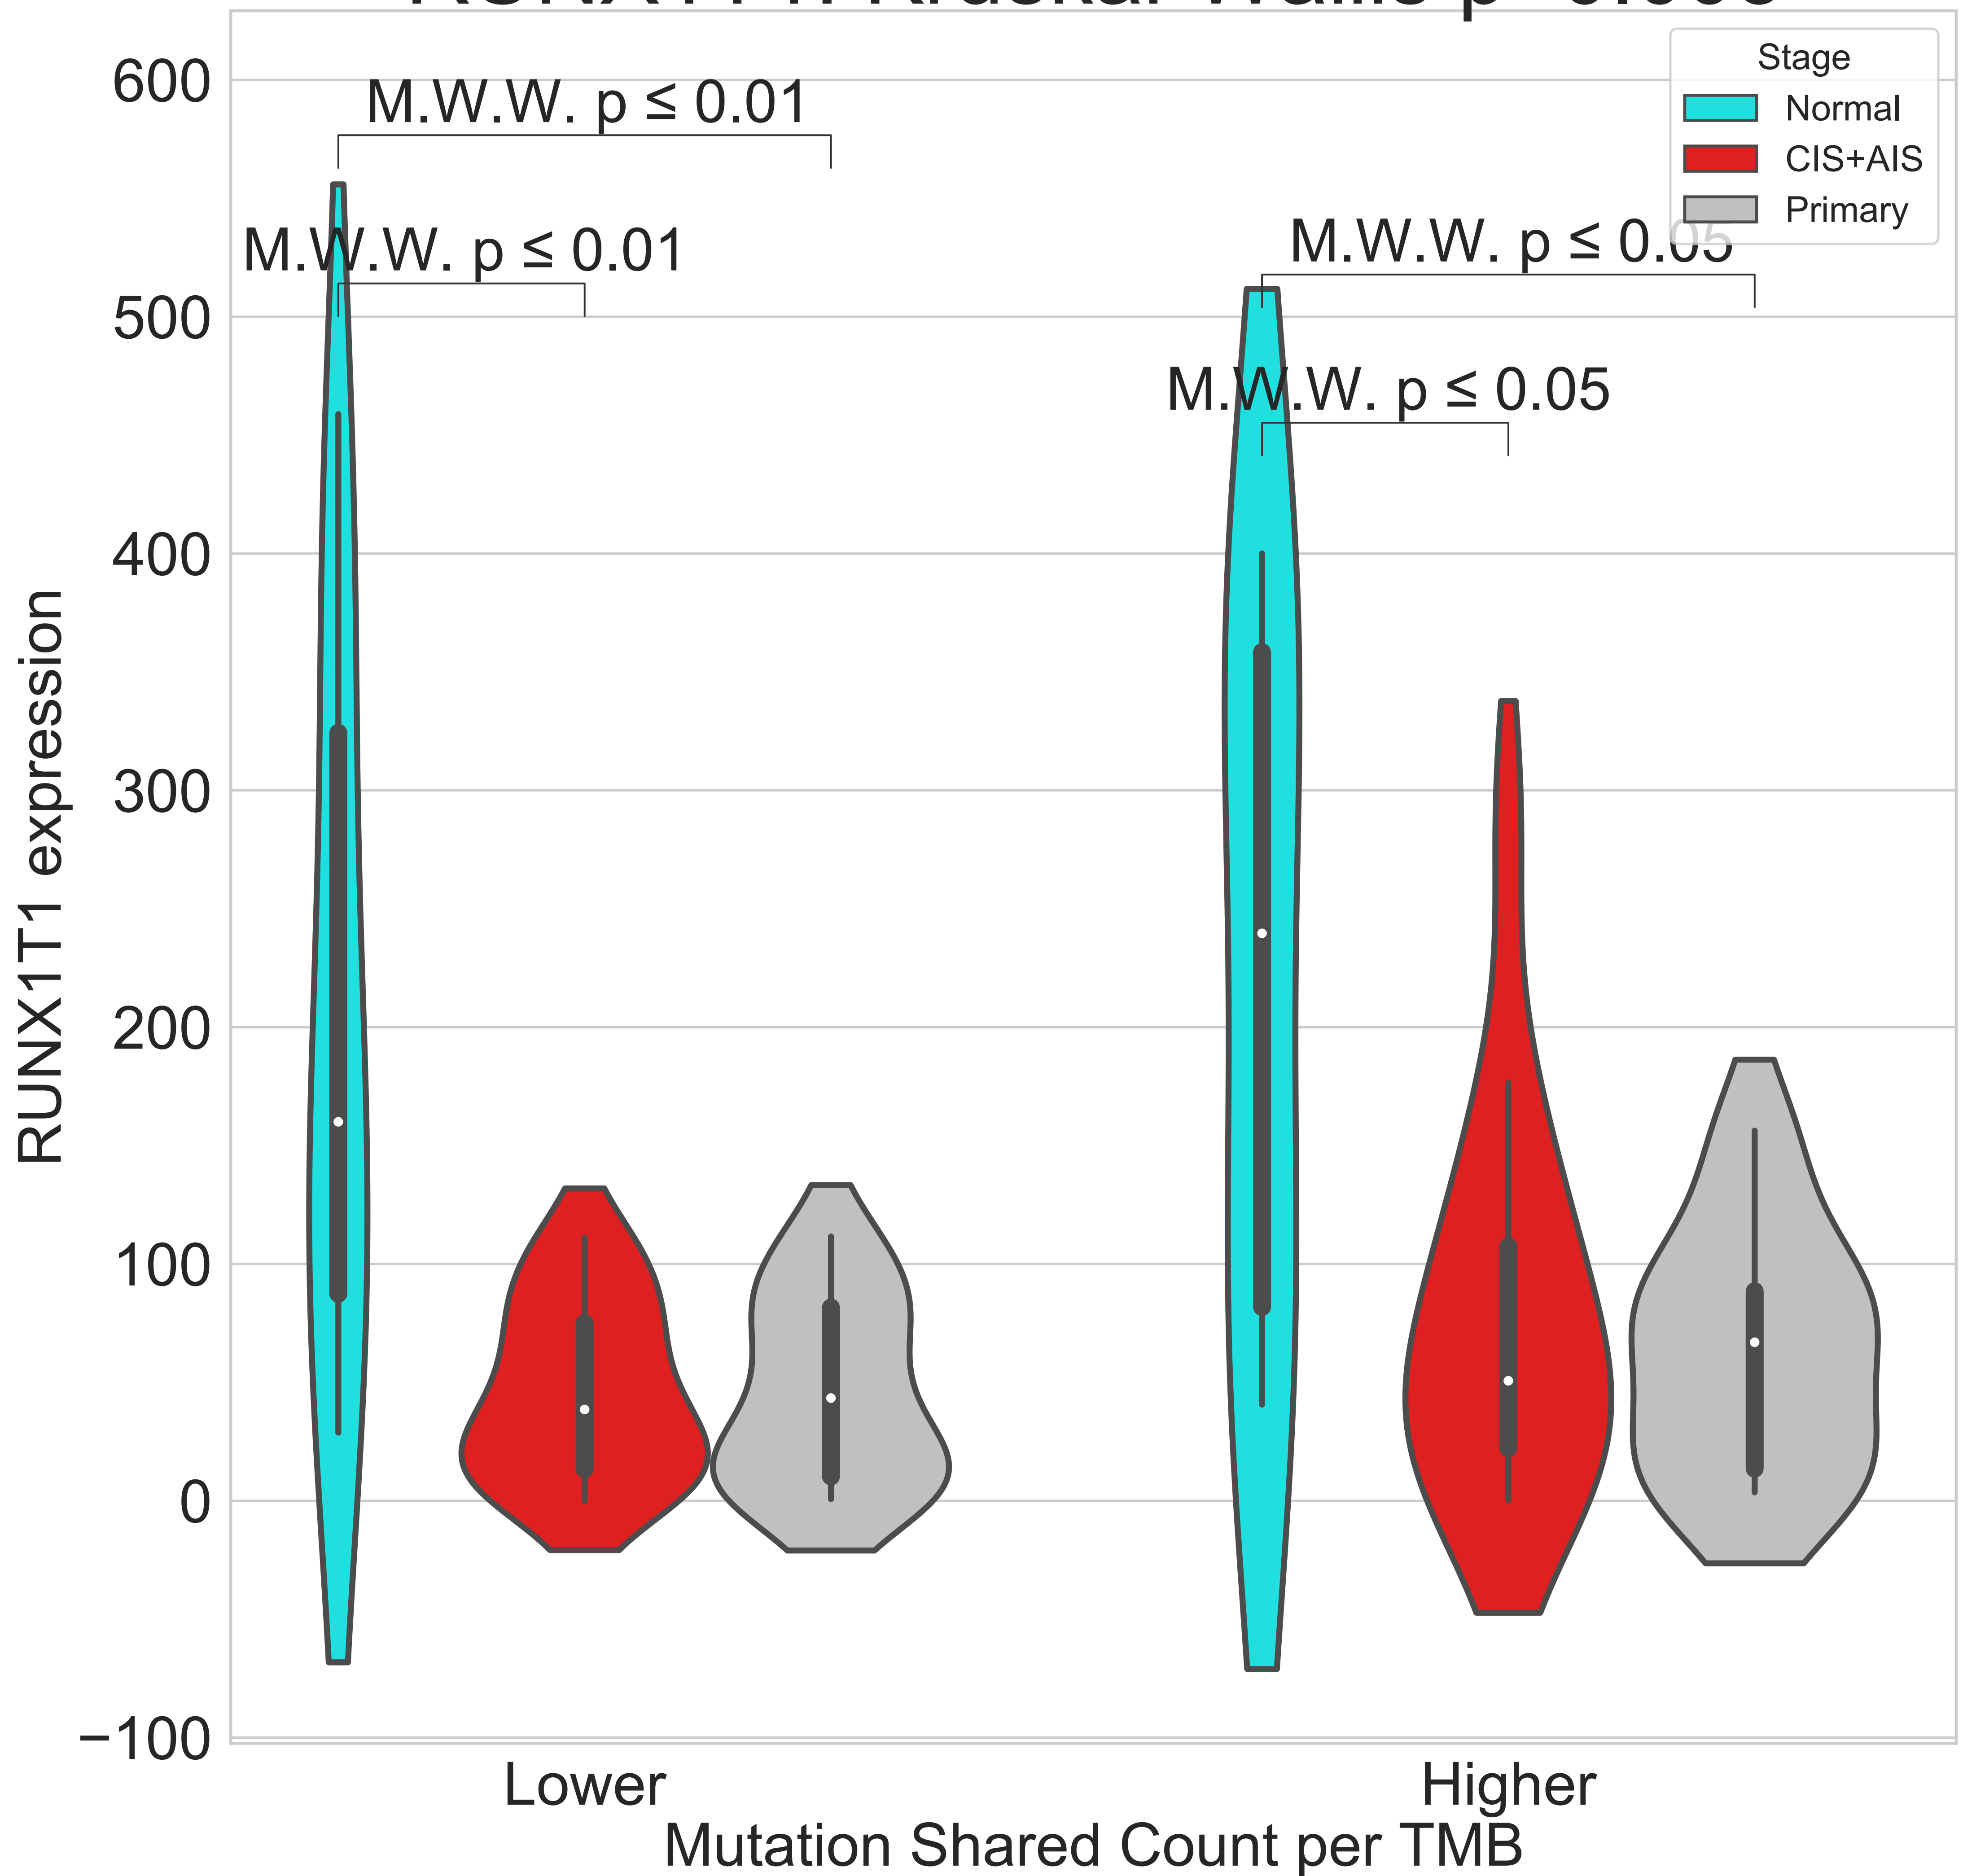 600
500
400
300
200
100
0
−100
RUNX1T1 expression
M.W.W. p ≤ 0.01
M.W.W. p ≤ 0.01
M.W.W. p ≤ 0.05
M.W.W. p ≤ 0.05
Stage
Normal
CIS+AIS
Primary
Lower
Higher
Mutation Shared Count per TMB